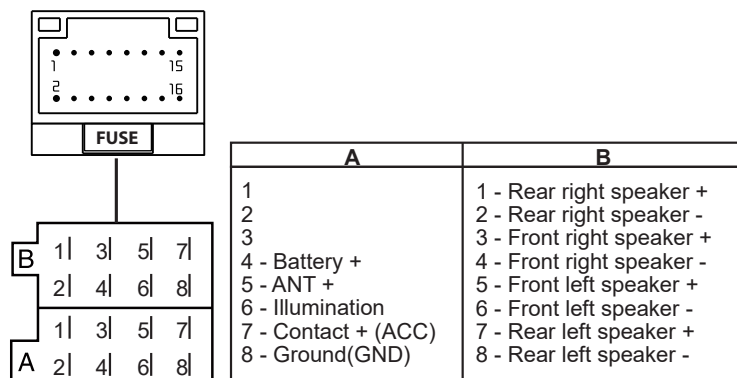 1 15
2 16
FUSE
B 1 3 5 7
2 4 6 8
1 3 5 7
A 2 4 6 8
A B
1 1 - Rear right speaker +
2 2 - Rear right speaker -
3 3 - Front right speaker +
4 - Battery + 4 - Front right speaker -
5 - ANT + 5 - Front left speaker +
6 - Illumination 6 - Front left speaker -
7 - Contact + (ACC) 7 - Rear left speaker +
8 - Ground(GND) 8 - Rear left speaker -